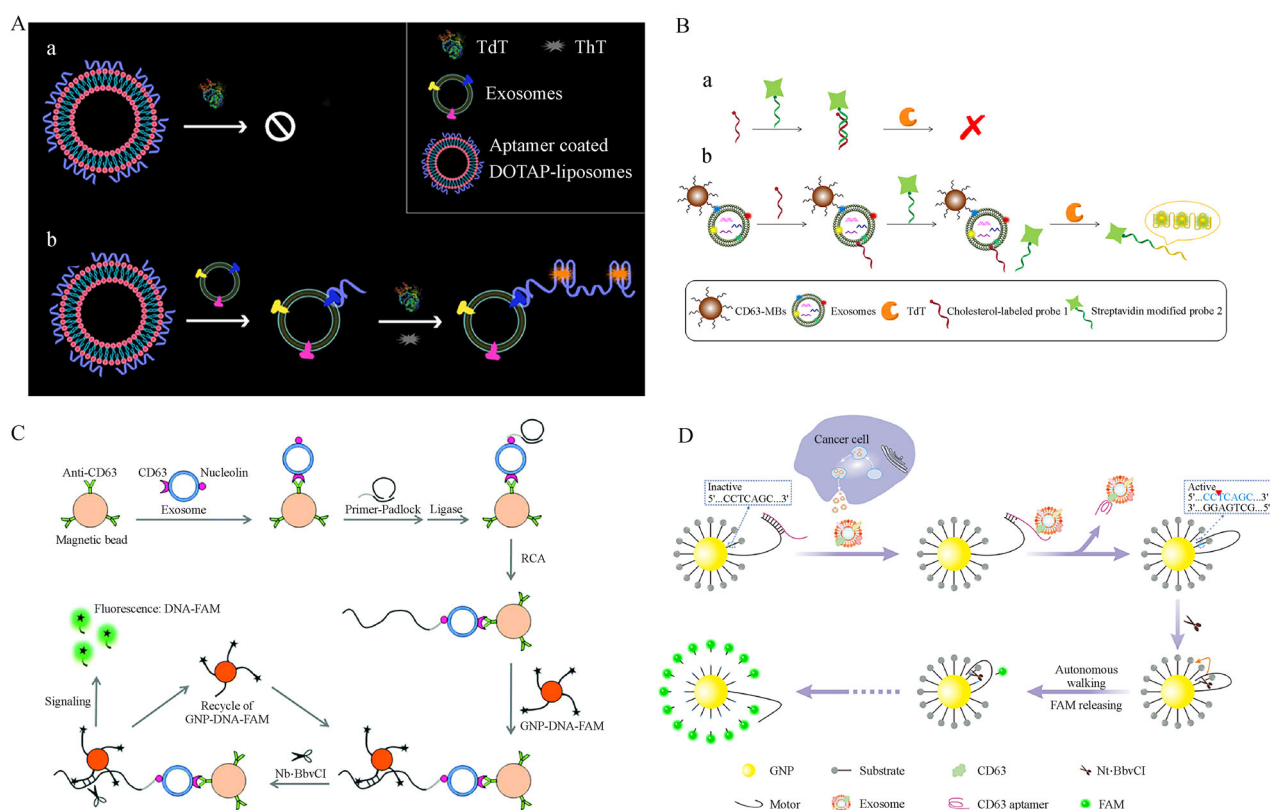 A
a
TdT
ThT
Exosomes
Aptamer coated
DOTAP-liposomes
b
B
a
b
CD63-MBs
Exosomes
TdT
Cholesterol-labeled probe 1
Streptavidin modified probe 2
C
Anti-CD63
CD63
Nucleolin
Exosome
Magnetic bead
Primer-Padlock
Ligase
RCA
Fluorescence: DNA-FAM
Signaling
Recycle of
GNP-DNA-FAM
GNP-DNA-FAM
Nb·BbvCI
D
Cancer cell
Inactive
5'...CCTCAGC...3'
Active
5'...CCTCAGC...3'
3'...GGAGTCG...5'
Autonomous
walking
FAM releasing
GNP
Substrate
CD63
Nt·BbvCI
Motor
Exosome
CD63 aptamer
FAM